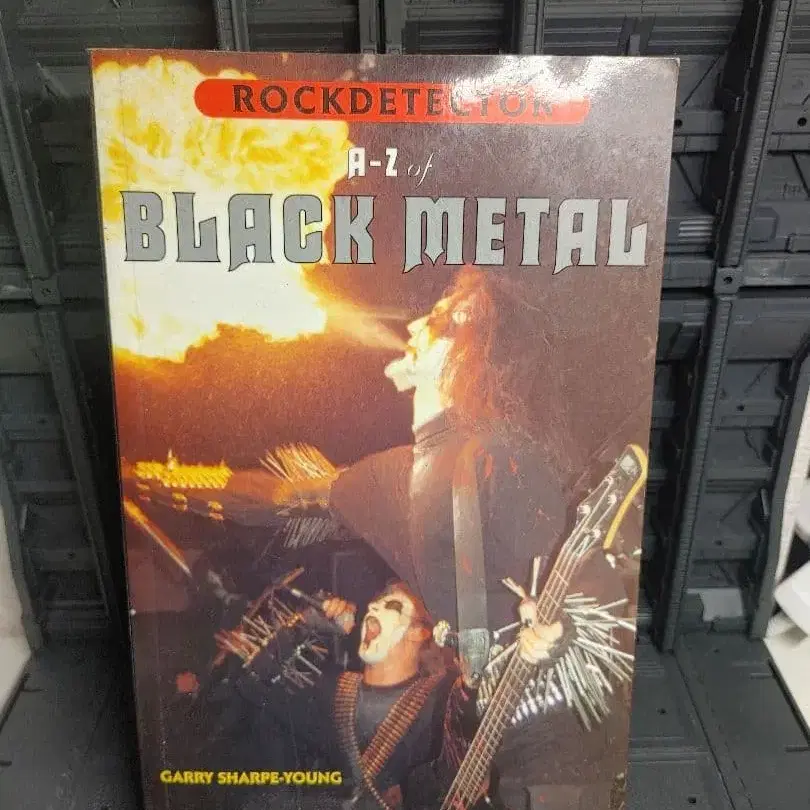 ROCKDETECTOR
A-Z of
BLACK METAL
GARRY SHARPE-YOUNG